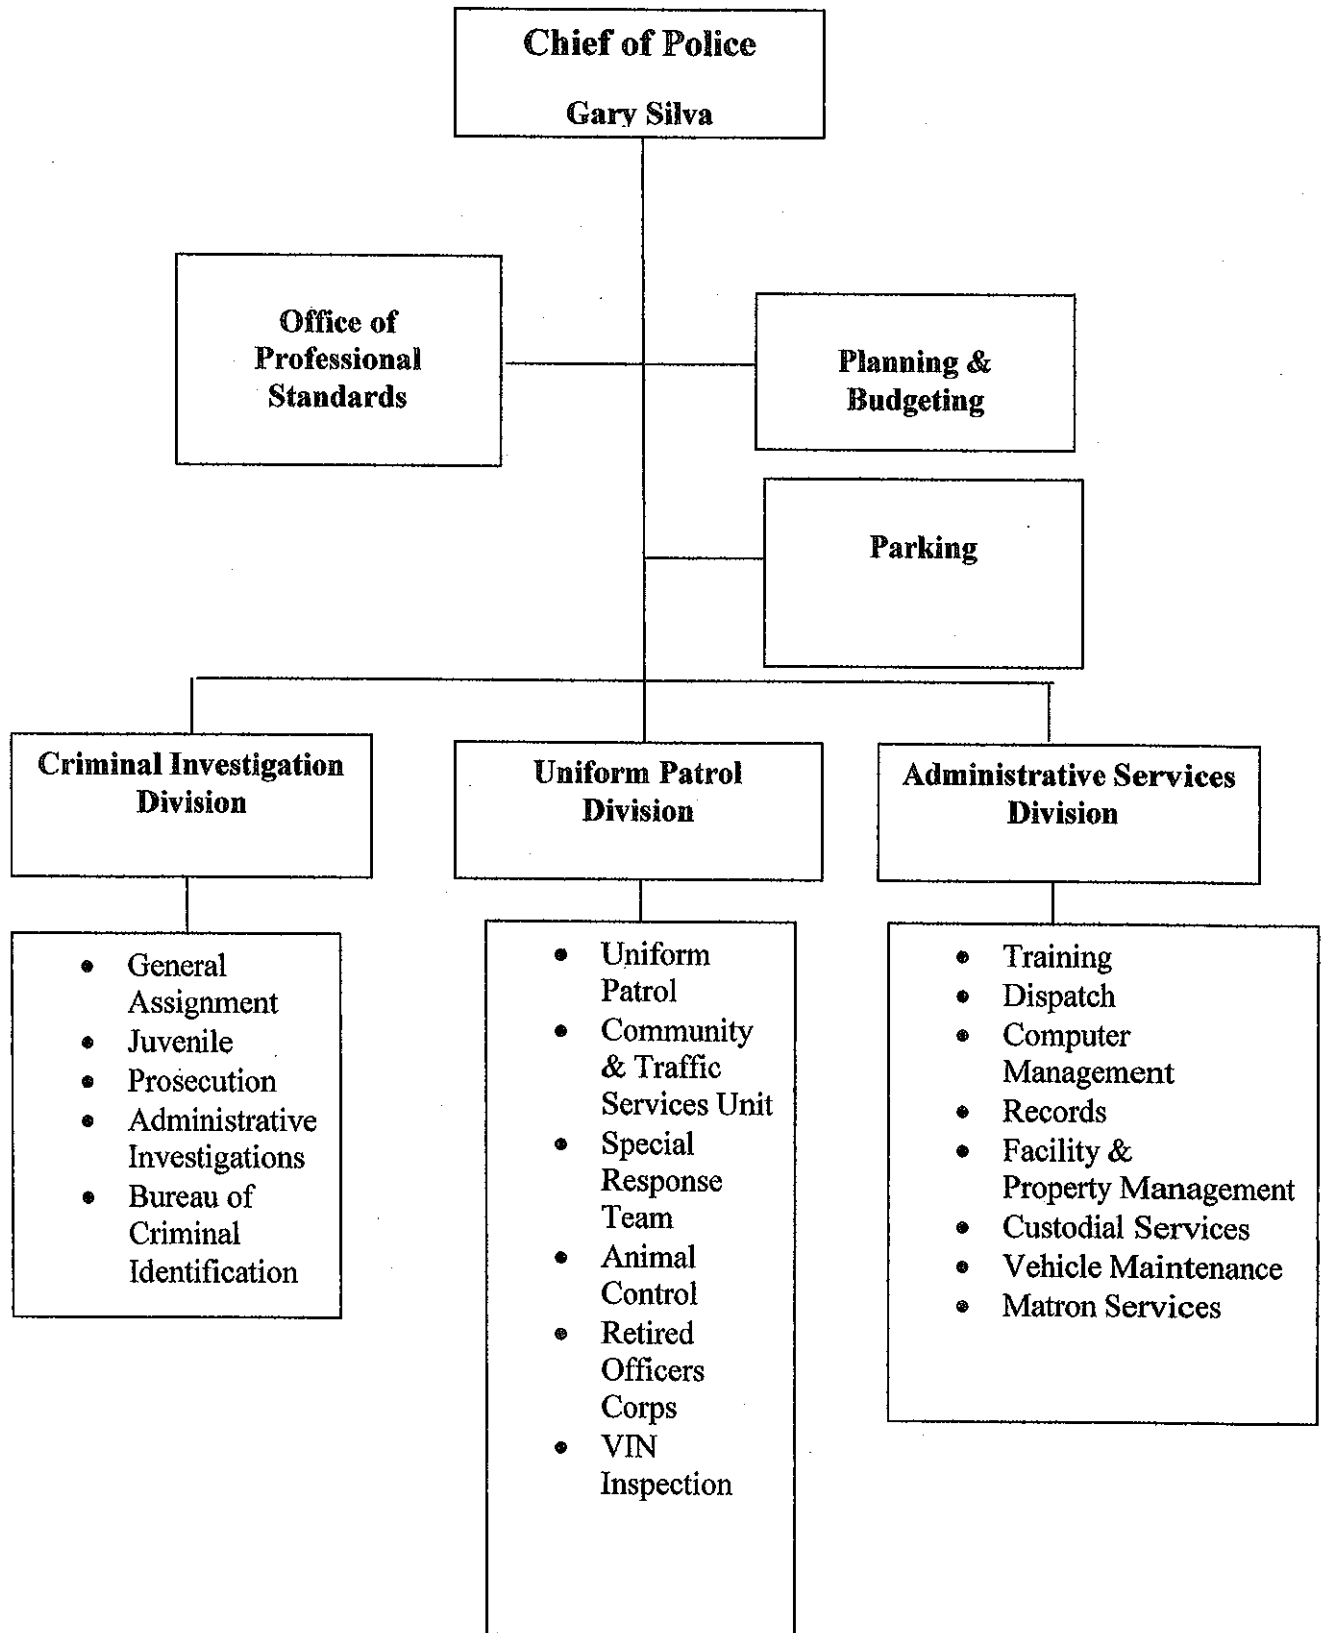 Chief of Police
Gary Silva
Office of
Professional
Standards
Planning &
Budgeting
Parking
Criminal Investigation
Division
Uniform Patrol
Division
Administrative Services
Division
• General
Assignment
• Juvenile
• Prosecution
• Administrative
Investigations
• Bureau of
Criminal
Identification
• Uniform
Patrol
• Community
& Traffic
Services Unit
• Special
Response
Team
• Animal
Control
• Retired
Officers
Corps
• VIN
Inspection
• Training
• Dispatch
• Computer
Management
• Records
• Facility &
Property Management
• Custodial Services
• Vehicle Maintenance
• Matron Services